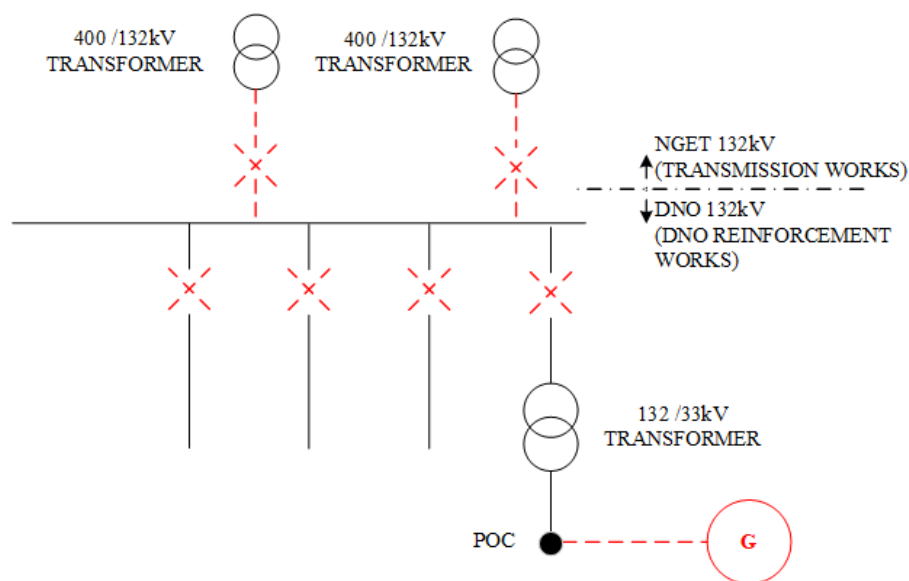 400 /132kV
TRANSFORMER
400 /132kV
TRANSFORMER
NGET 132kV
(TRANSMISSION WORKS)
DNO 132kV
(DNO REINFORCEMENT
WORKS)
132 /33kV
TRANSFORMER
POC
G